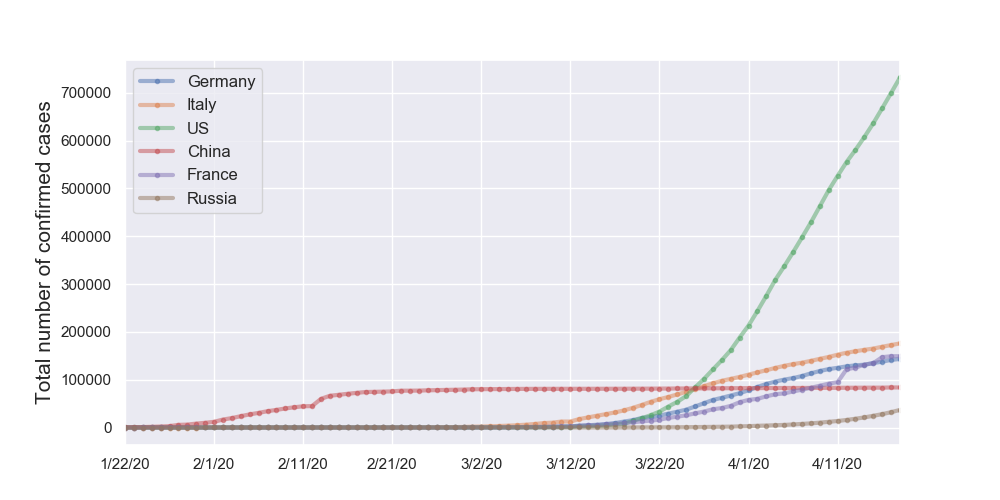 Total number of confirmed cases
700000
600000
500000
400000
300000
200000
100000
0
Germany
Italy
US
China
France
Russia
1/22/20 2/1/20 2/11/20 2/21/20 3/2/20 3/12/20 3/22/20 4/1/20 4/11/20